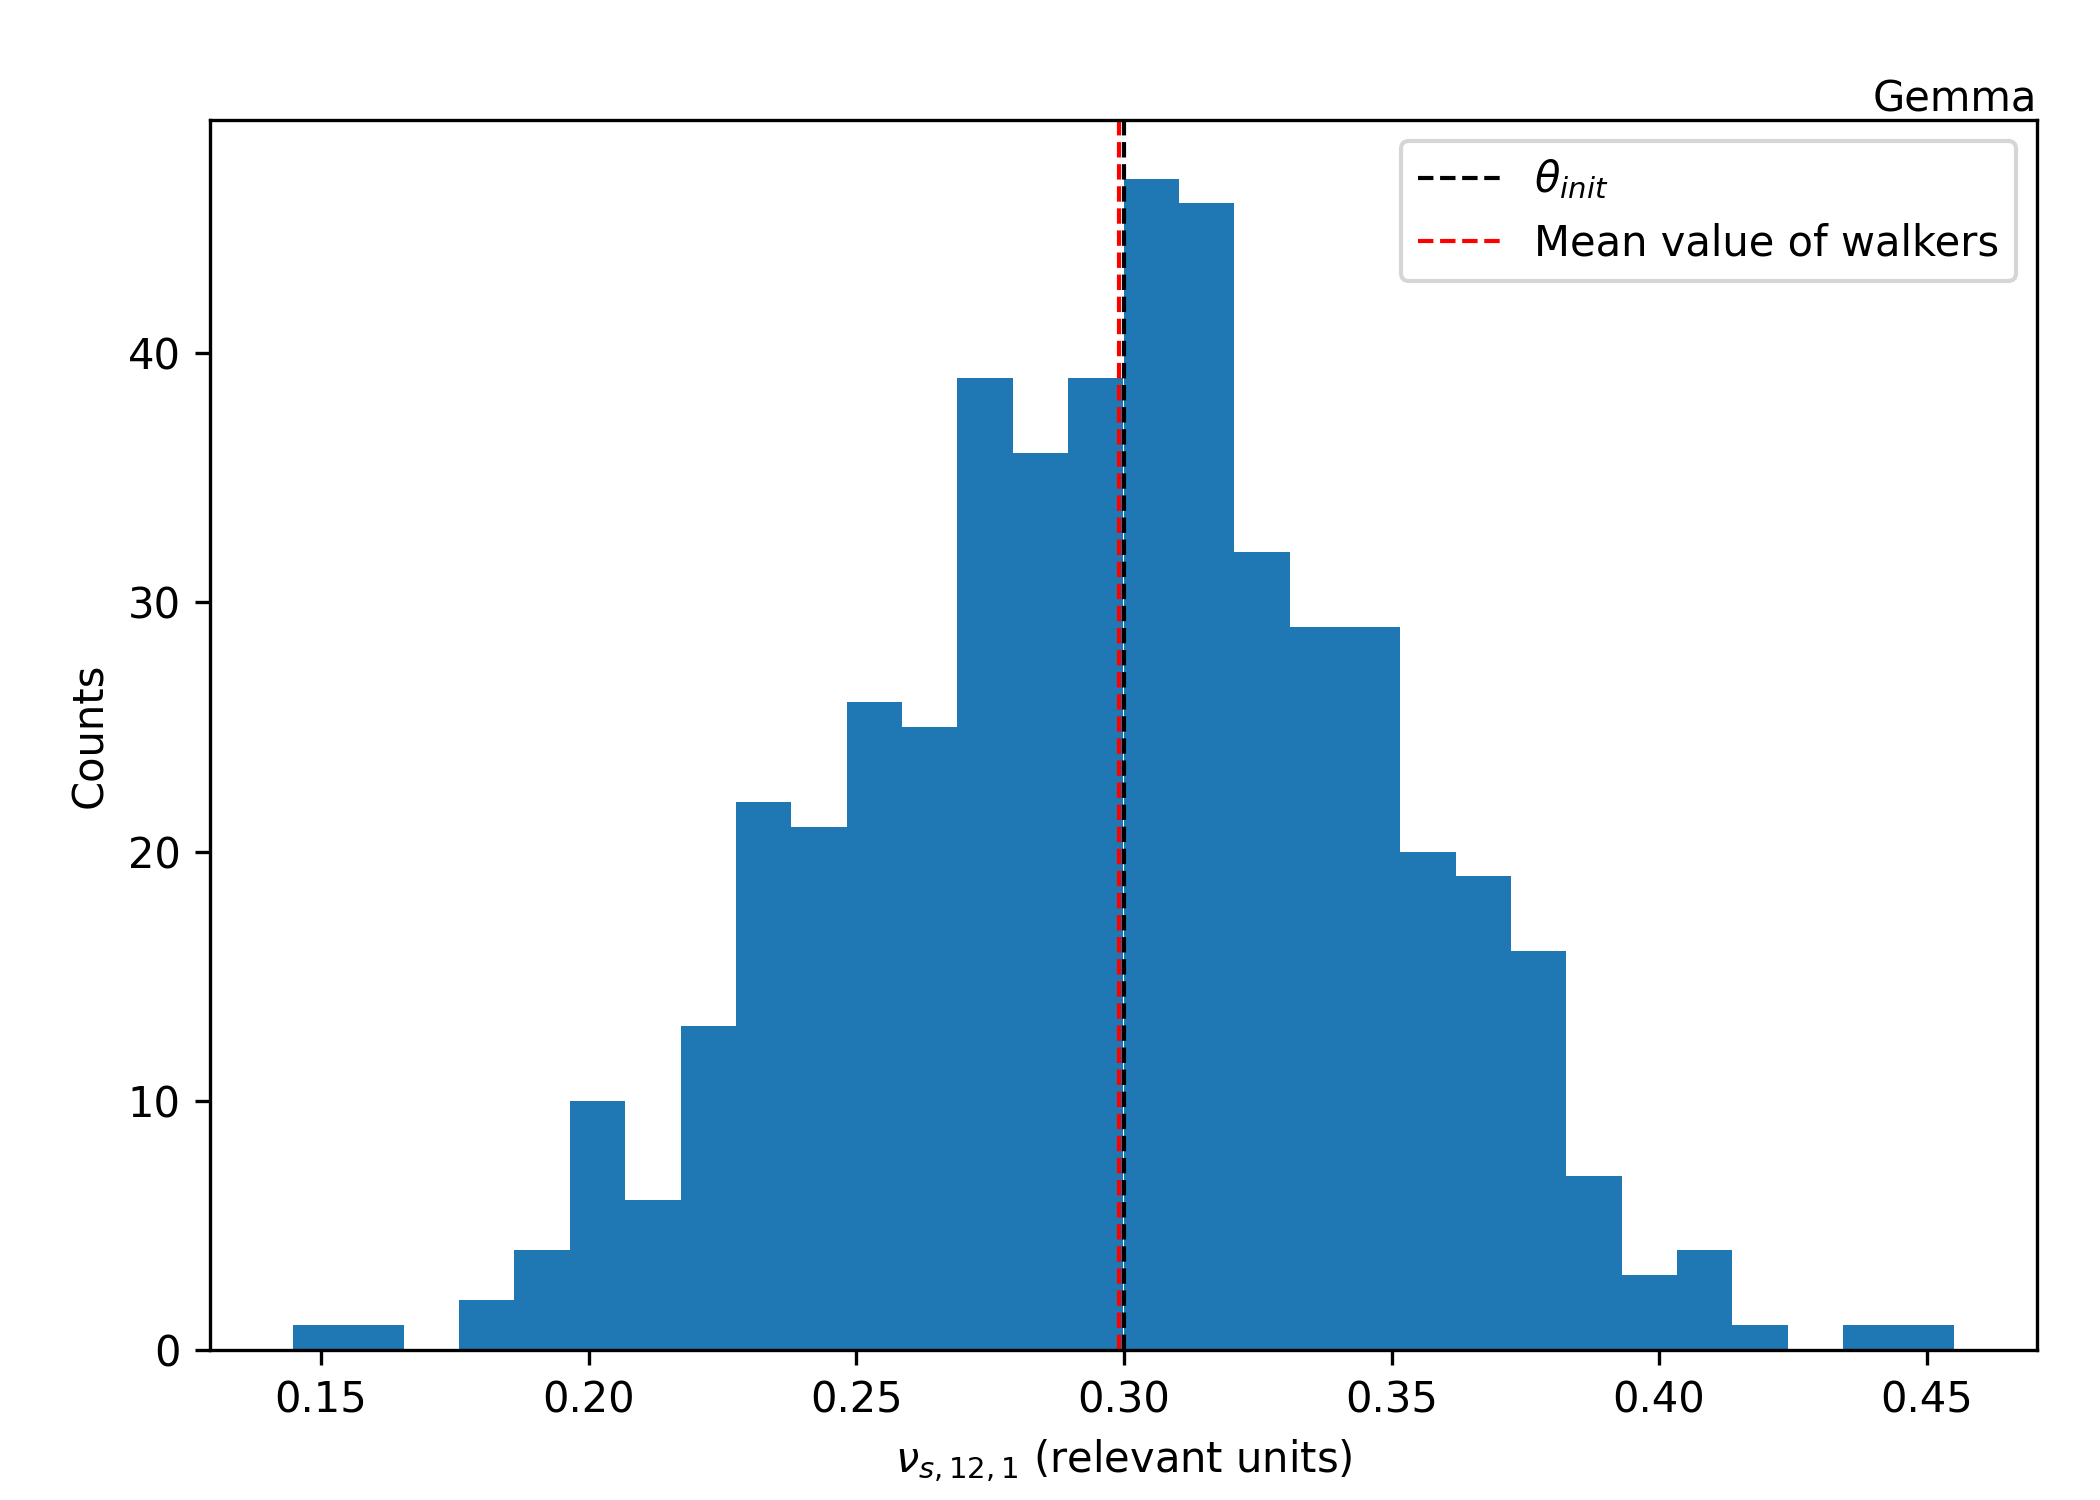 Gemma
θinit
Mean value of walkers
Counts
40
30
20
10
0
0.15 0.20 0.25 0.30 0.35 0.40 0.45
νs, 12, 1 (relevant units)